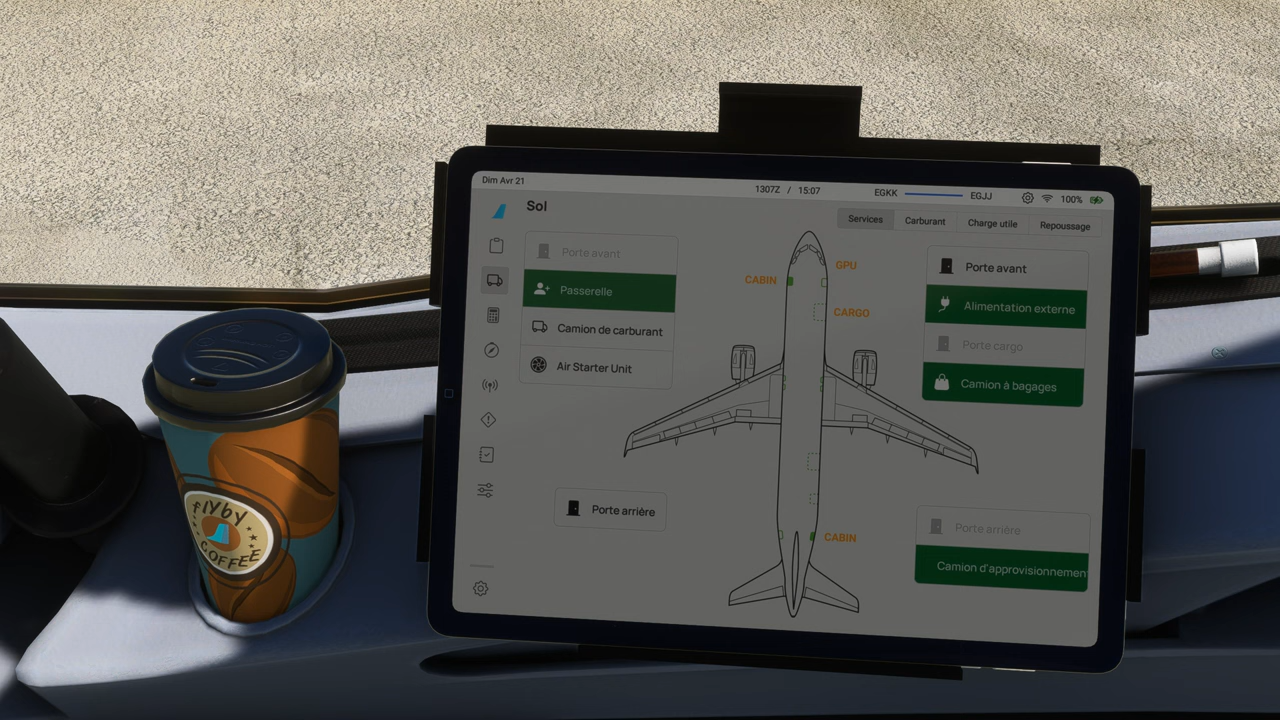 Dim Avr 21
1307Z / 15:07
EGKK
EGJJ
100%
Sol
Services
Carburant
Charge utile
Repoussage
Porte avant
Passerelle
Camion de carburant
Air Starter Unit
CABIN
GPU
CARGO
Porte avant
Alimentation externe
Porte cargo
Camion à bagages
Porte arrière
CABIN
Porte arrière
Camion d'approvisionnemen
flyby
COFFEE